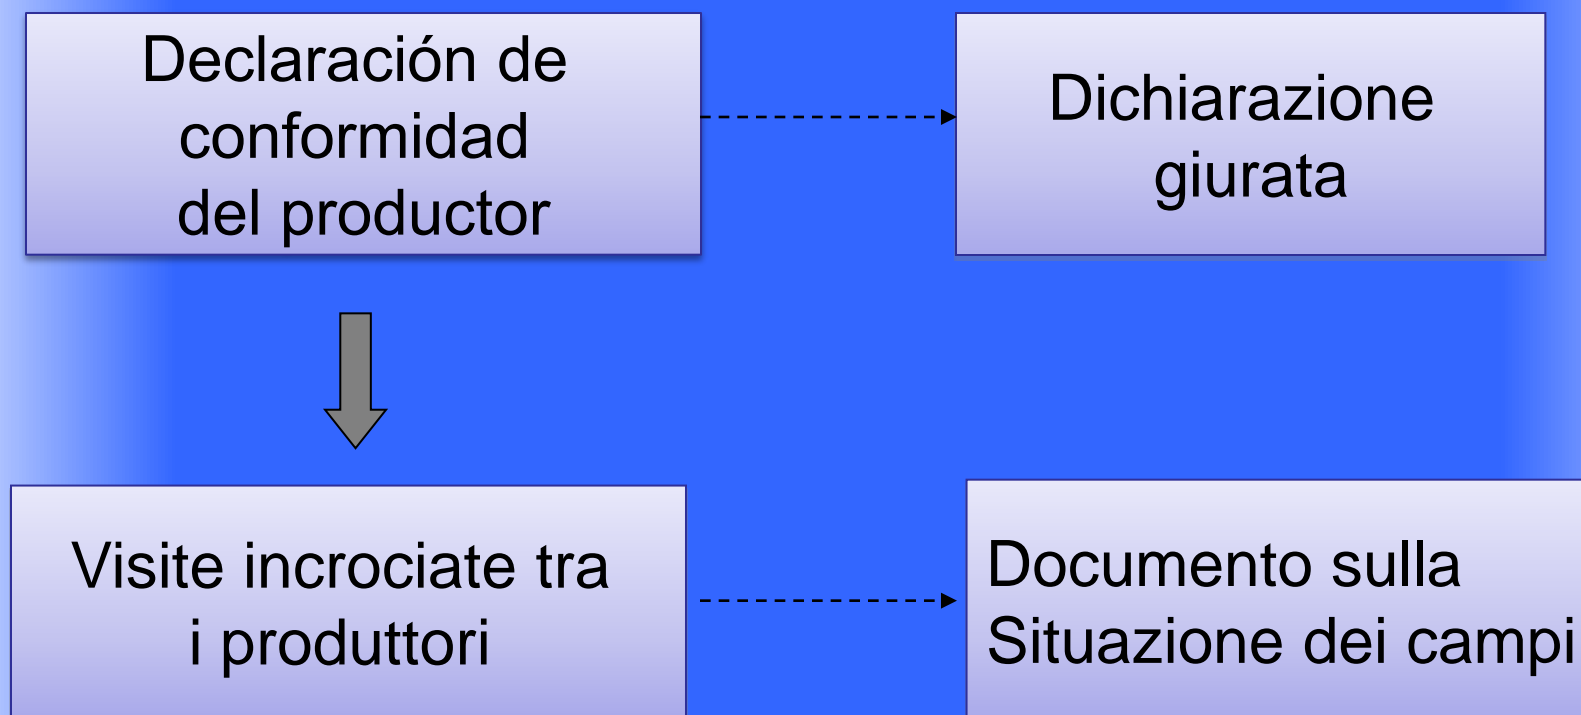 Declaración de
conformidad
del productor
Dichiarazione
giurata
Visite incrociate tra
i produttori
Documento sulla
Situazione dei campi